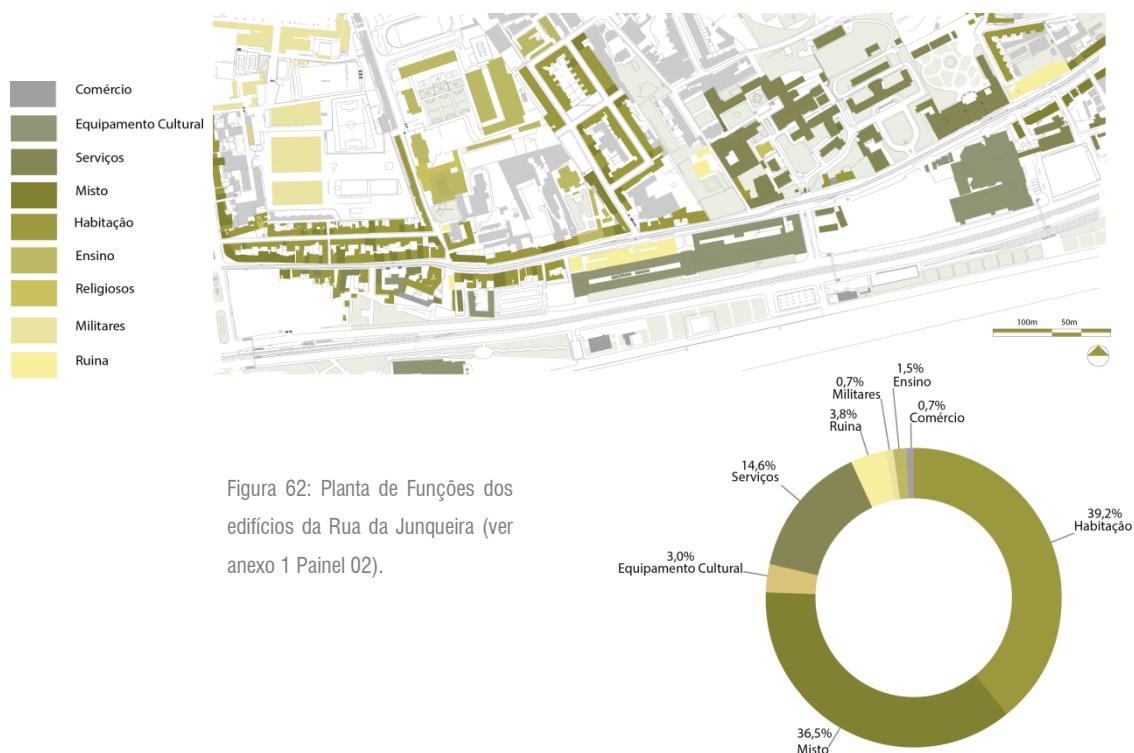 Comércio
Equipamento Cultural
Serviços
Misto
Habitação
Ensino
Religiosos
Militares
Ruina
100m 50m
Figura 62: Planta de Funções dos
edifícios da Rua da Junqueira (ver
anexo 1 Painel 02).
0,7%
Militares
1,5%
Ensino
0,7%
Comércio
3,8%
Ruina
14,6%
Serviços
39,2%
Habitação
3,0%
Equipamento Cultural
36,5%
Misto